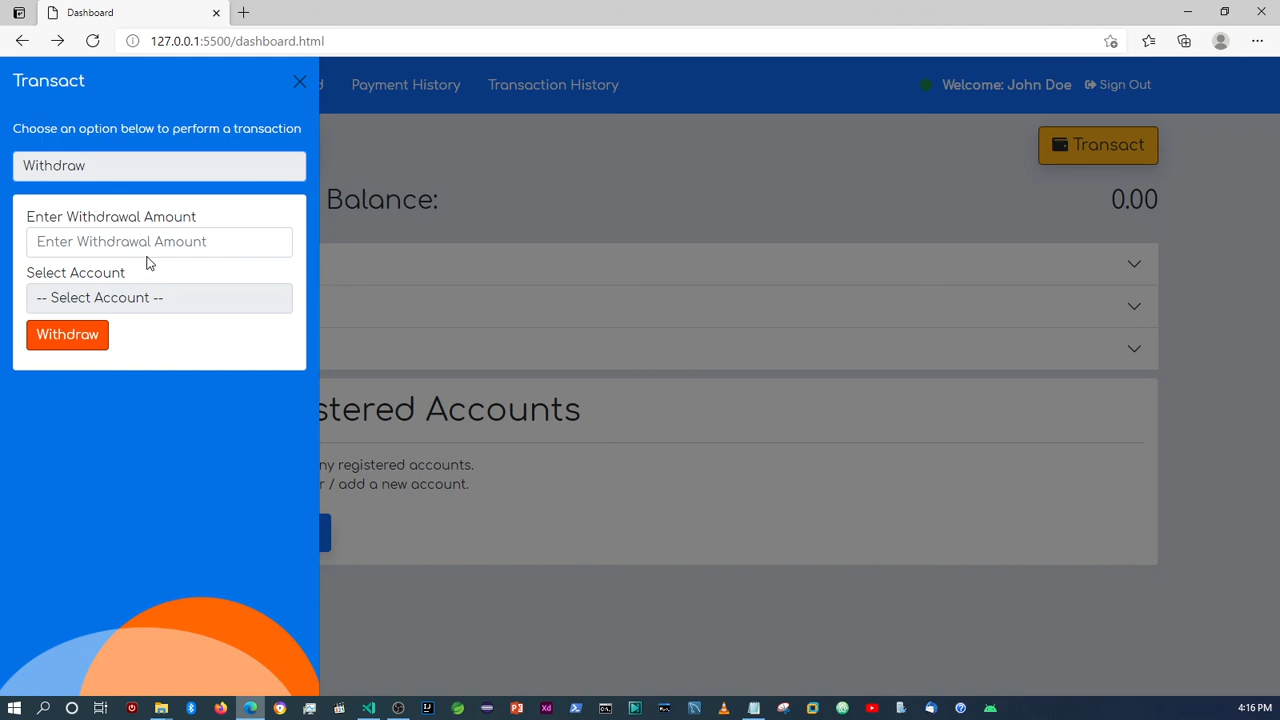 Dashboard
127.0.0.1:5500/dashboard.html
Transact
d Payment History Transaction History Welcome: John Doe Sign Out
Choose an option below to perform a transaction
Transact
Withdraw
Balance: 0.00
Enter Withdrawal Amount
Enter Withdrawal Amount
Select Account
-- Select Account --
Withdraw
stered Accounts
ny registered accounts.
r / add a new account.
4:16 PM